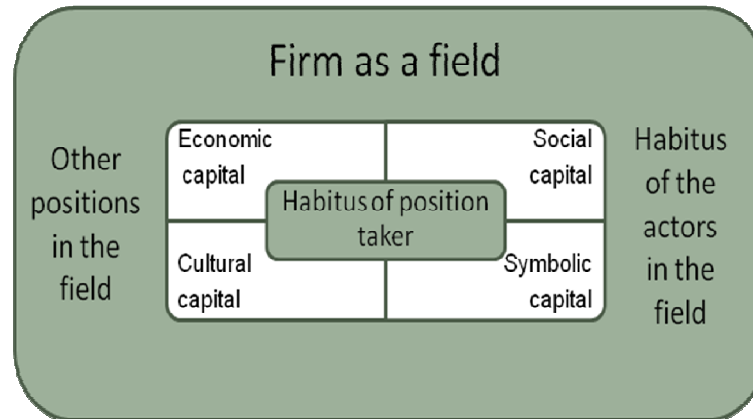 Firm as a field
Other
positions
in the
field
Economic
capital
Social
capital
Habitus of position
taker
Cultural
capital
Symbolic
capital
Habitus
of the
actors
in the
field